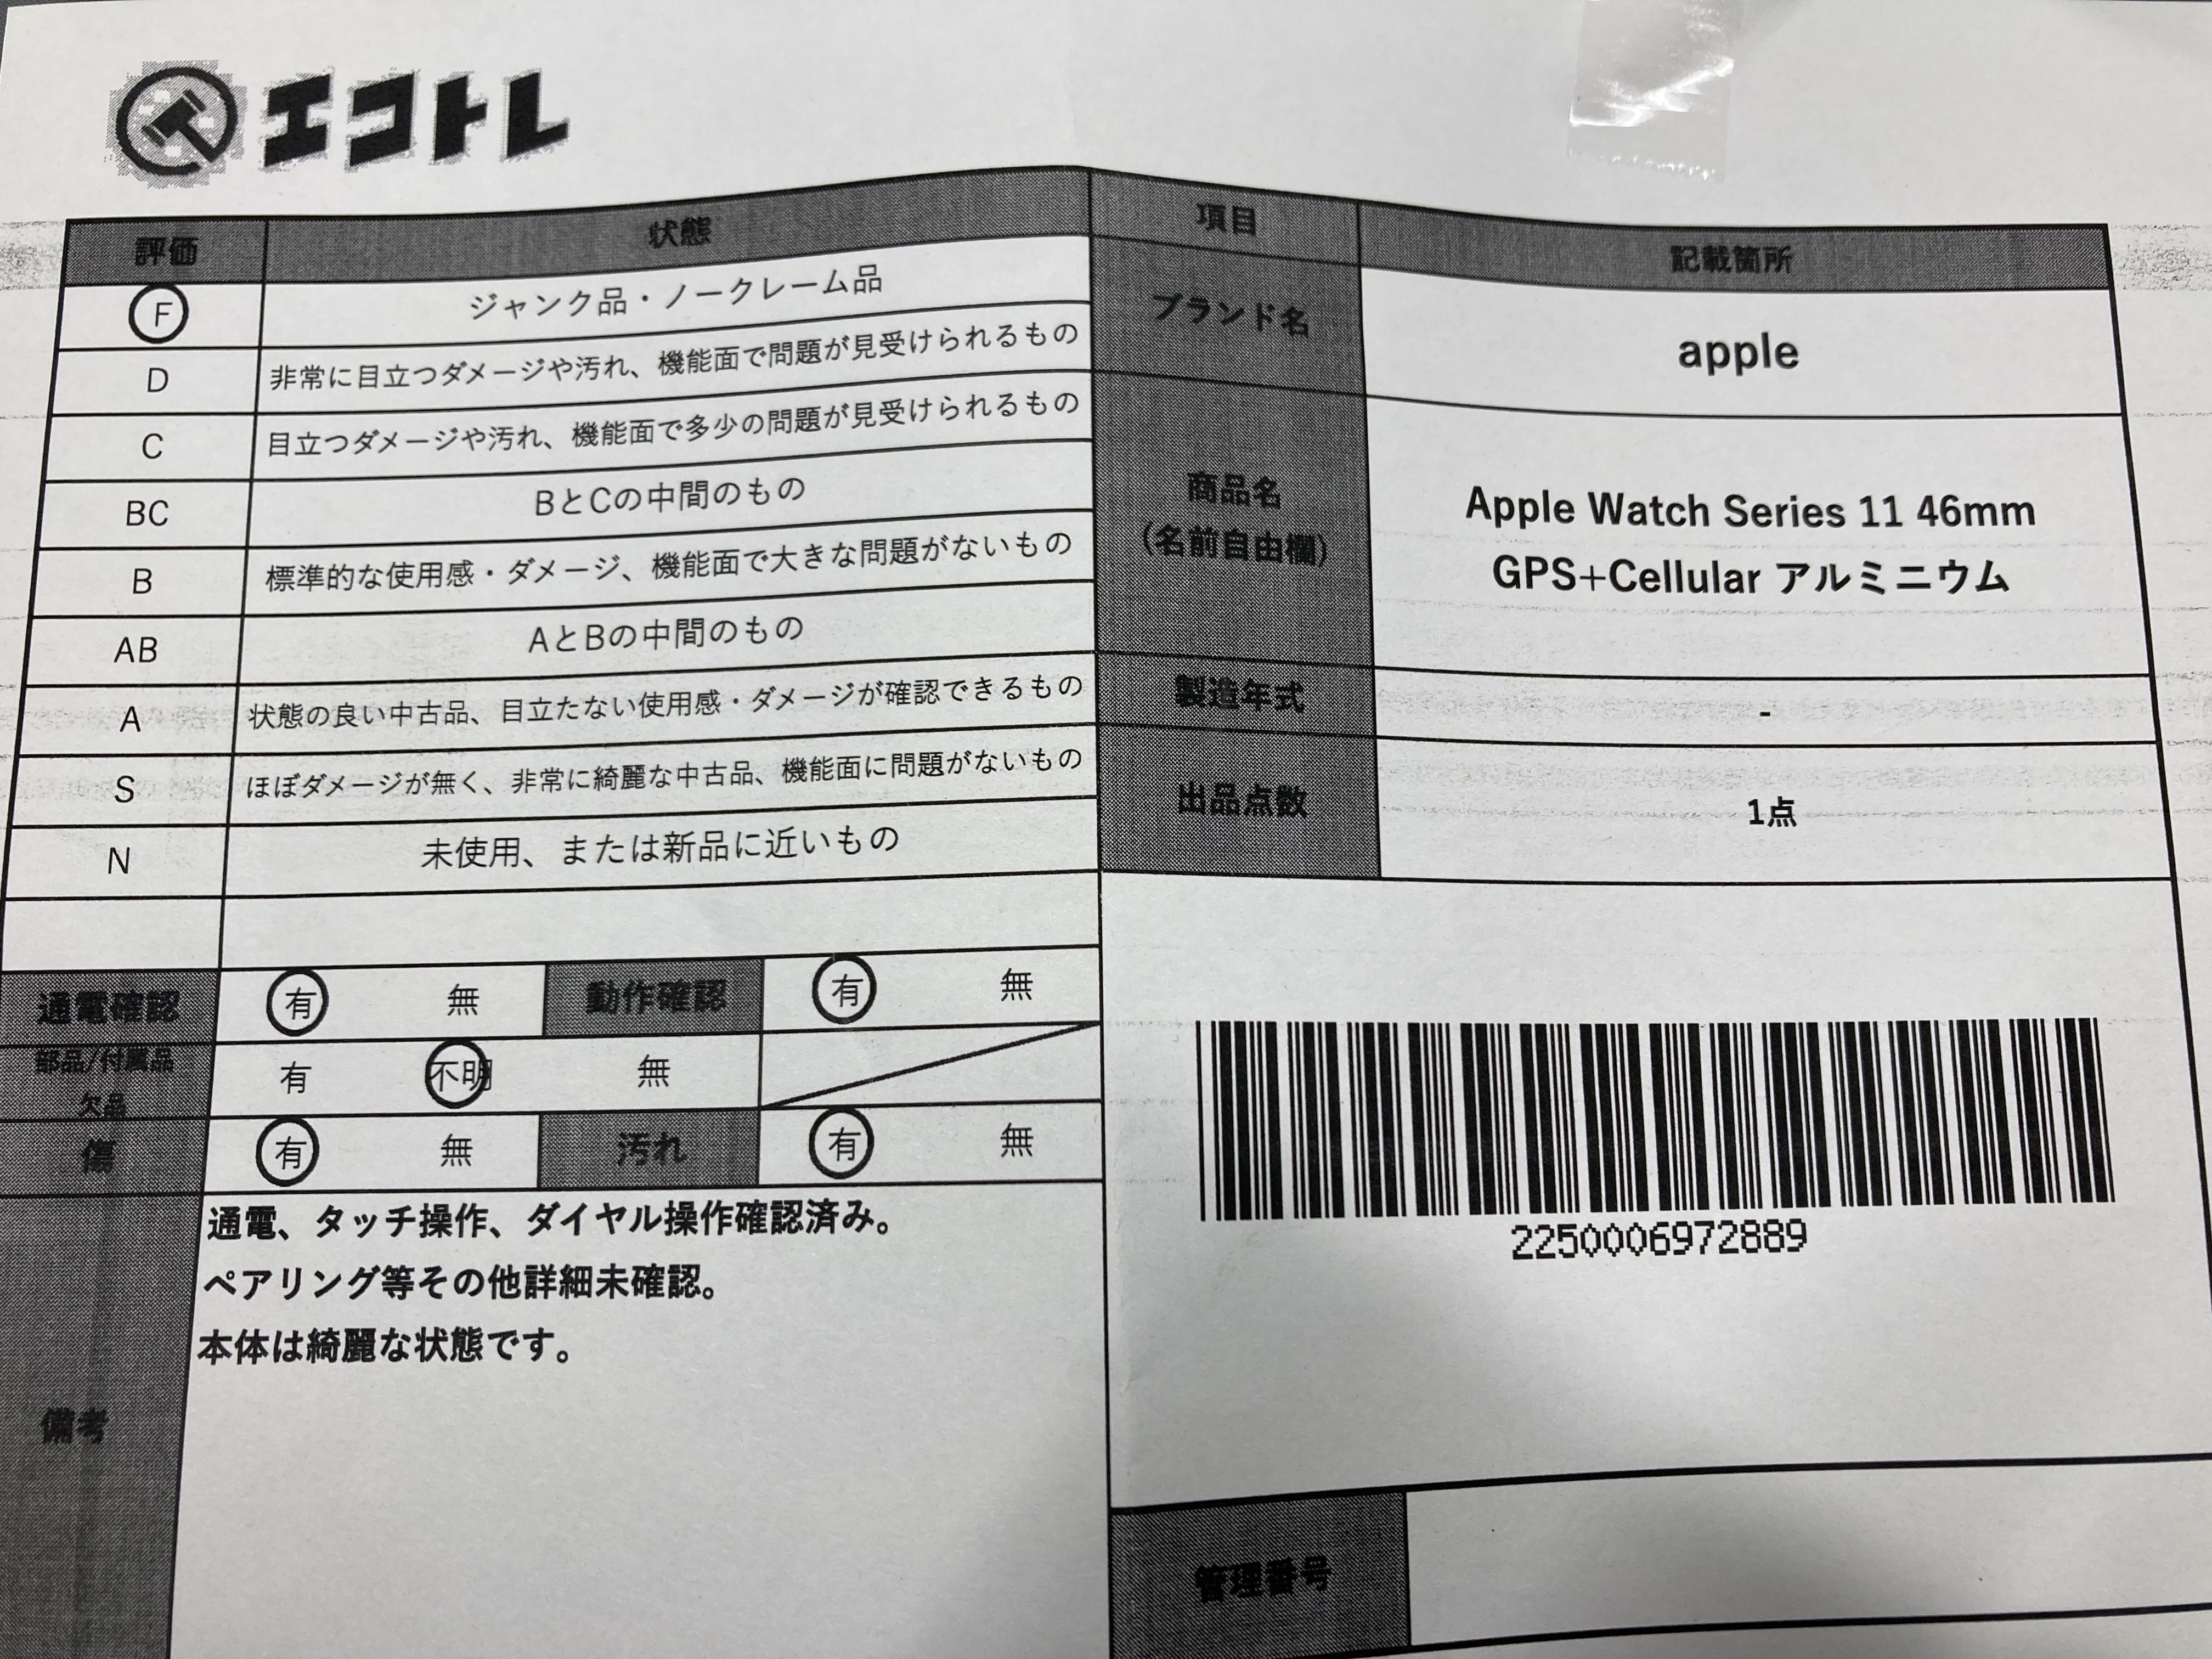 エコトレ
評価 状態
F ジャンク品・ノークレーム品
D 非常に目立つダメージや汚れ、機能面で問題が見受けられるもの
C 目立つダメージや汚れ、機能面で多少の問題が見受けられるもの
BC BとCの中間のもの
B 標準的な使用感・ダメージ、機能面で大きな問題がないもの
AB AとBの中間のもの
A 状態の良い中古品、目立たない使用感・ダメージが確認できるもの
S ほぼダメージが無く、非常に綺麗な中古品、機能面に問題がないもの
N 未使用、または新品に近いもの
通電確認 有 無 動作確認 有 無
部品/付属品
欠品 有 不明 無
傷 有 無 汚れ 有 無
備考
通電、タッチ操作、ダイヤル操作確認済み。
ペアリング等その他詳細未確認。
本体は綺麗な状態です。
項目 記載箇所
ブランド名 apple
商品名
(名前自由欄)
Apple Watch Series 11 46mm
GPS+Cellular アルミニウム
製造年式 -
出品点数 1点
2250006972889
管理番号